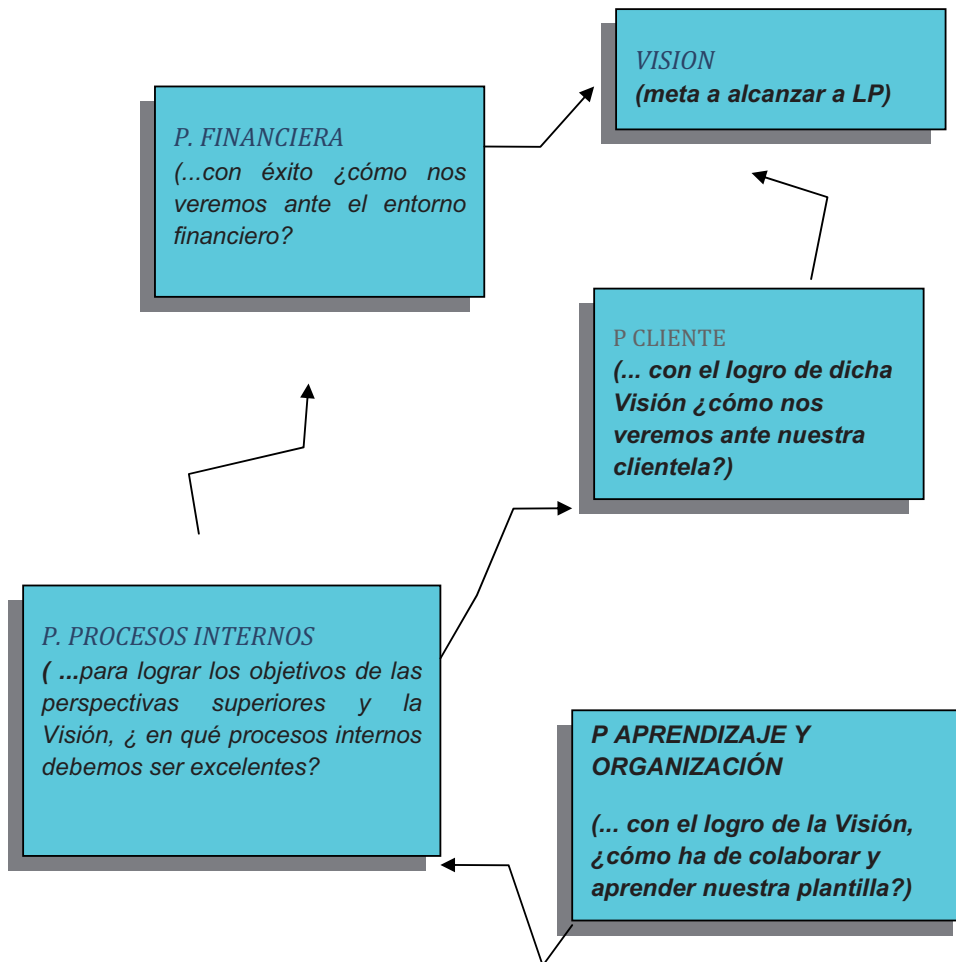 VISION
(meta a alcanzar a LP)
P. FINANCIERA
(...con éxito ¿cómo nos
veremos ante el entorno
financiero?
P CLIENTE
(... con el logro de dicha
Visión ¿cómo nos
veremos ante nuestra
clientela?)
P. PROCESOS INTERNOS
( ...para lograr los objetivos de las
perspectivas superiores y la
Visión, ¿ en qué procesos internos
debemos ser excelentes?
P APRENDIZAJE Y
ORGANIZACIÓN
(... con el logro de la Visión,
¿cómo ha de colaborar y
aprender nuestra plantilla?)